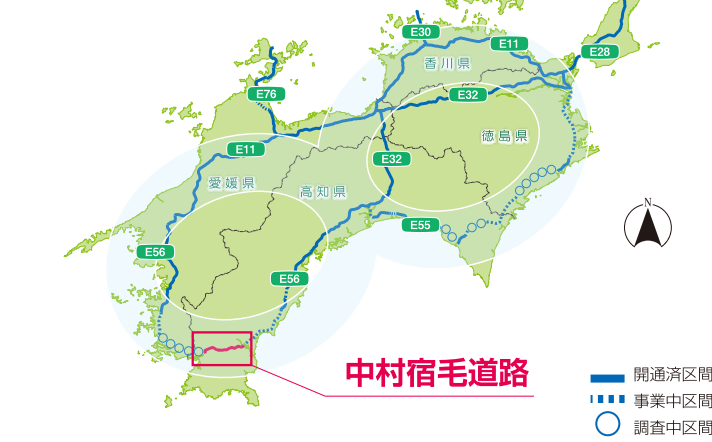 E30
E11
E28
香川県
E76
E32
徳島県
E11
E32
愛媛県
高知県
N
E55
E56
E56
中村宿毛道路
開通済区間
事業中区間
調査中区間